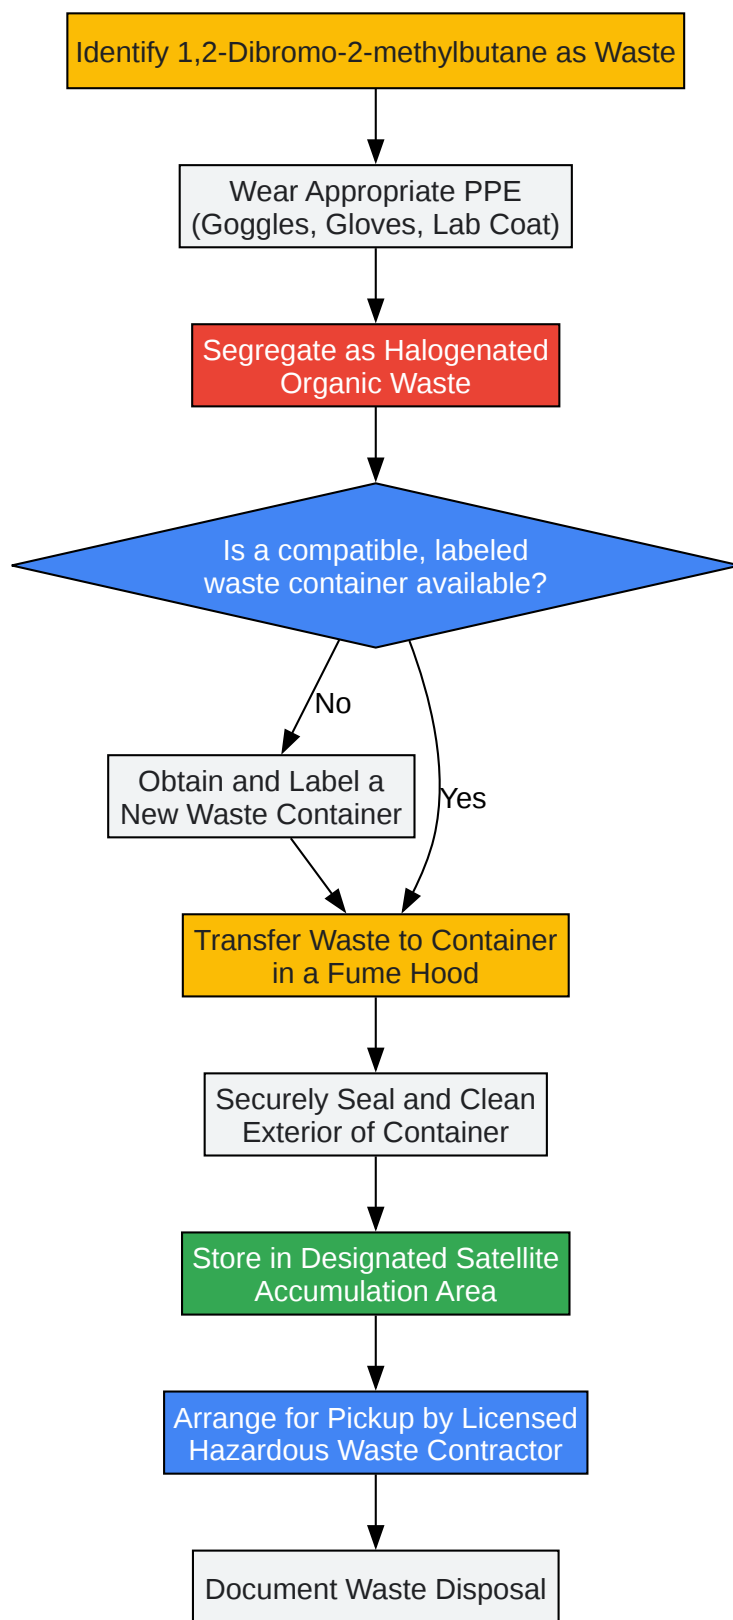 Identify 1,2-Dibromo-2-methylbutane as Waste
Wear Appropriate PPE
(Goggles, Gloves, Lab Coat)
Segregate as Halogenated
Organic Waste
Is a compatible, labeled
waste container available?
No
Obtain and Label a
New Waste Container
Yes
Transfer Waste to Container
in a Fume Hood
Securely Seal and Clean
Exterior of Container
Store in Designated Satellite
Accumulation Area
Arrange for Pickup by Licensed
Hazardous Waste Contractor
Document Waste Disposal